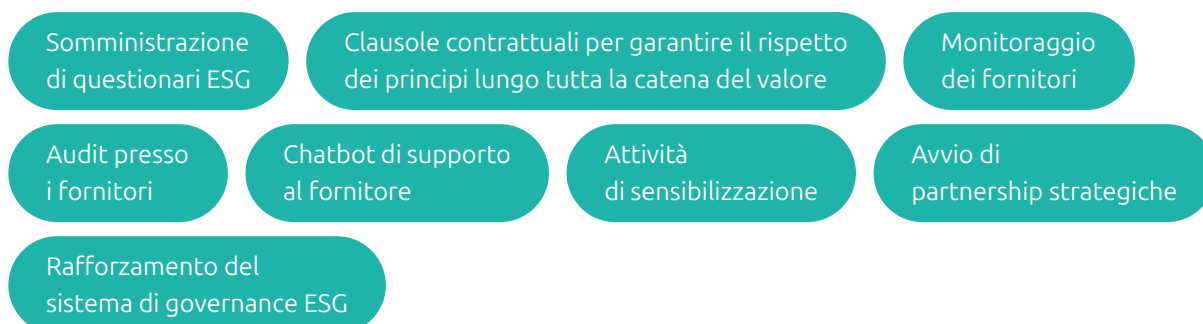 Somministrazione
di questionari ESG
Clausole contrattuali per garantire il rispetto
dei principi lungo tutta la catena del valore
Monitoraggio
dei fornitori
Audit presso
i fornitori
Chatbot di supporto
al fornitore
Attività
di sensibilizzazione
Avvio di
partnership strategiche
Rafforzamento del
sistema di governance ESG